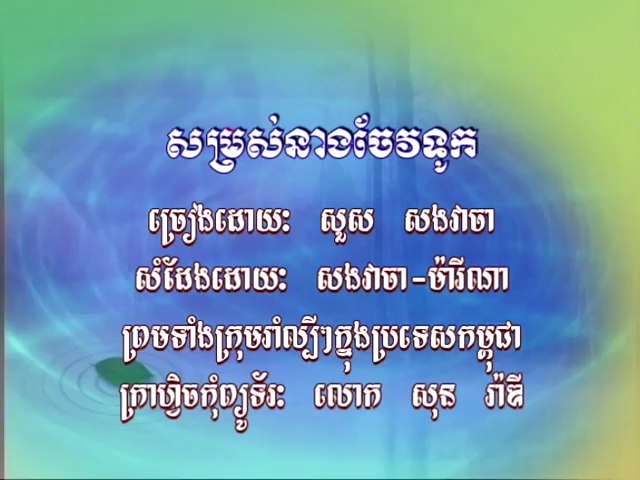 សម្រស់នាងចែវទូក
ច្រៀងដោយ: សួស សងវាចា
សំដែងដោយ: សងវាចា-ម៉ារីណា
ព្រមទាំងក្រុមរាំល្បីៗក្នុងប្រទេសកម្ពុជា
ក្រាហ្វិចកុំព្យូទ័រ: លោក សុន រ៉ាឌី